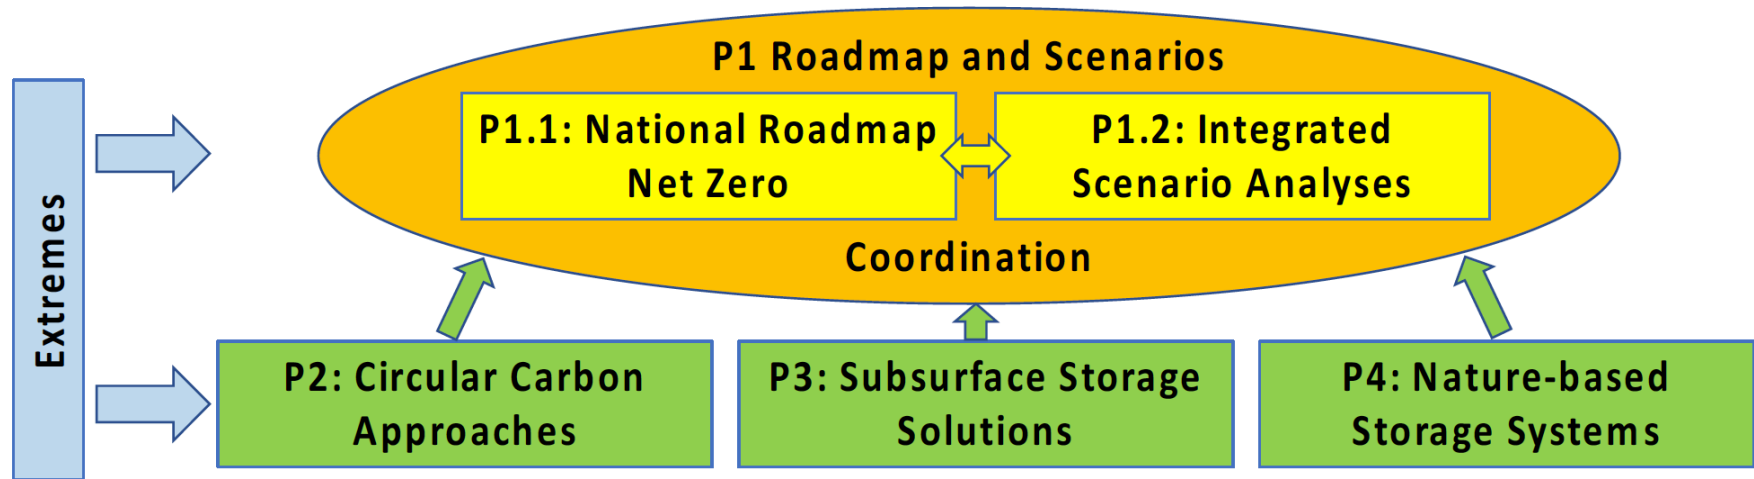 P1 Roadmap and Scenarios
P1.1: National Roadmap
Net Zero
P1.2: Integrated
Scenario Analyses
Coordination
Extremes
P2: Circular Carbon
Approaches
P3: Subsurface Storage
Solutions
P4: Nature-based
Storage Systems